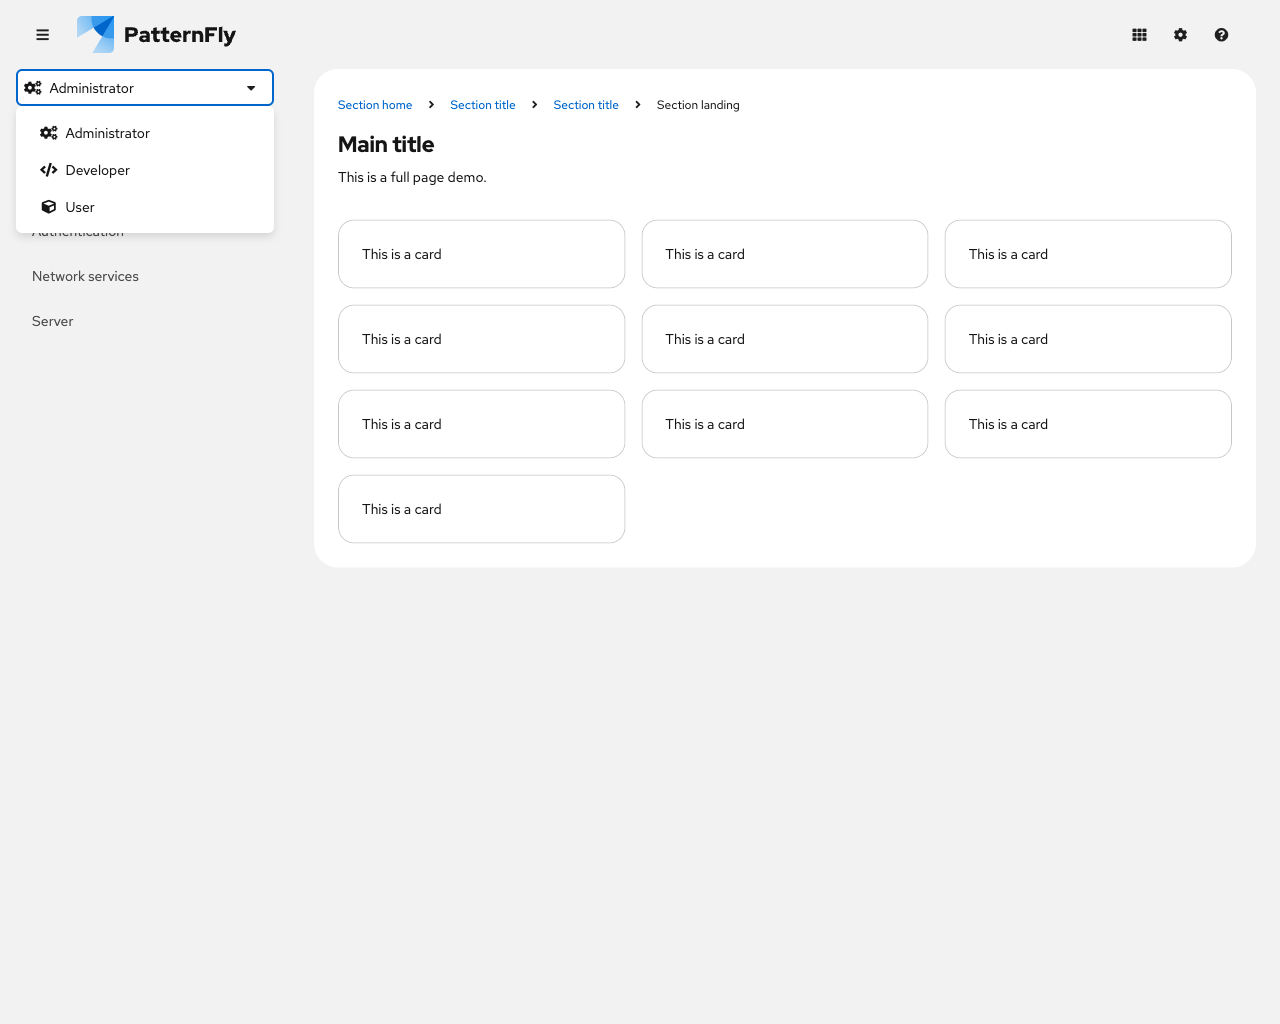 PatternFly
Administrator
Administrator
Developer
User
Authentication
Network services
Server
Section home
Section title
Section title
Section landing
Main title
This is a full page demo.
This is a card
This is a card
This is a card
This is a card
This is a card
This is a card
This is a card
This is a card
This is a card
This is a card